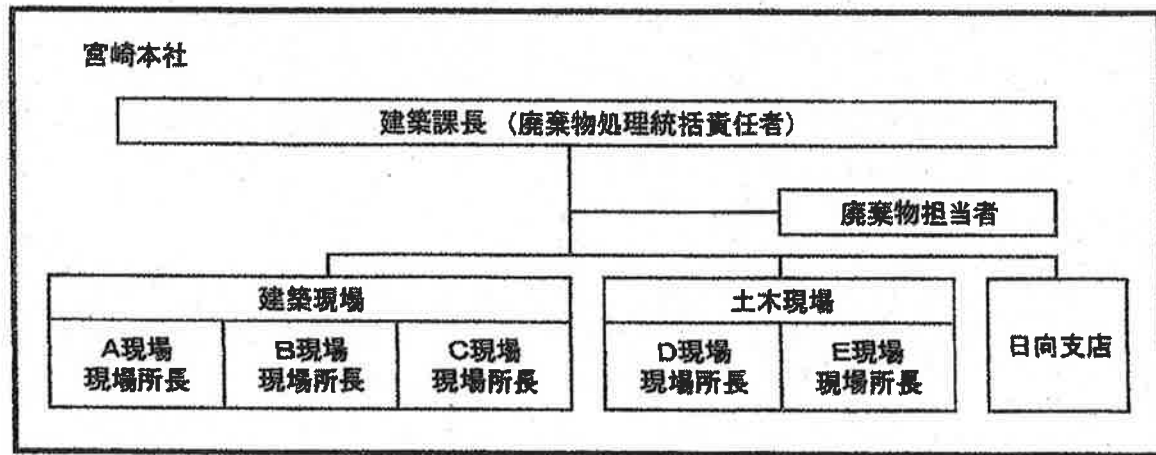 宮崎本社
建築課長（廃棄物処理統括責任者）
廃棄物担当者
建築現場
A現場
現場所長
B現場
現場所長
C現場
現場所長
土木現場
D現場
現場所長
E現場
現場所長
日向支店